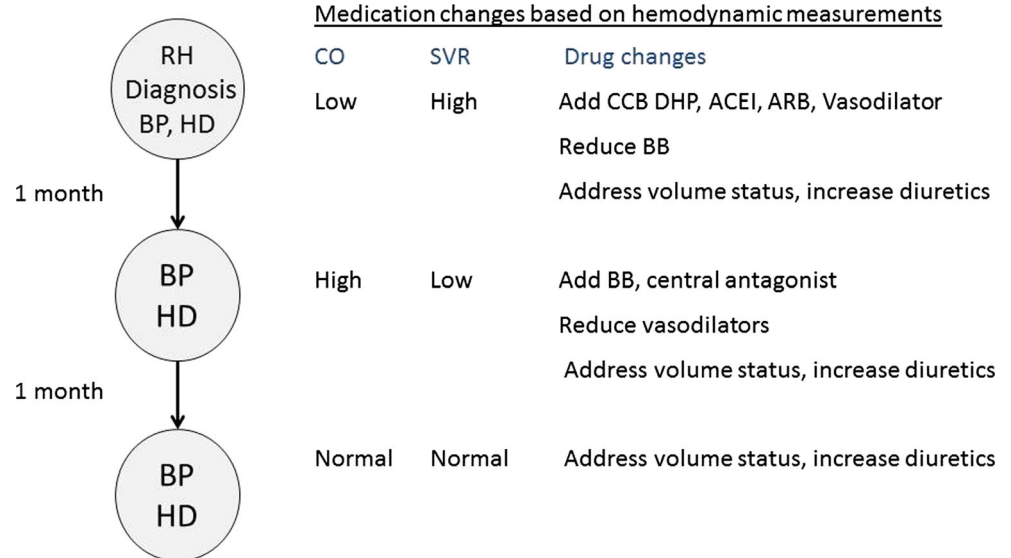 Medication changes based on hemodynamic measurements
RH
Diagnosis
BP, HD
1 month
BP
HD
1 month
BP
HD
CO SVR Drug changes
Low High Add CCB DHP, ACEI, ARB, Vasodilator
Reduce BB
Address volume status, increase diuretics
High Low Add BB, central antagonist
Reduce vasodilators
Address volume status, increase diuretics
Normal Normal Address volume status, increase diuretics